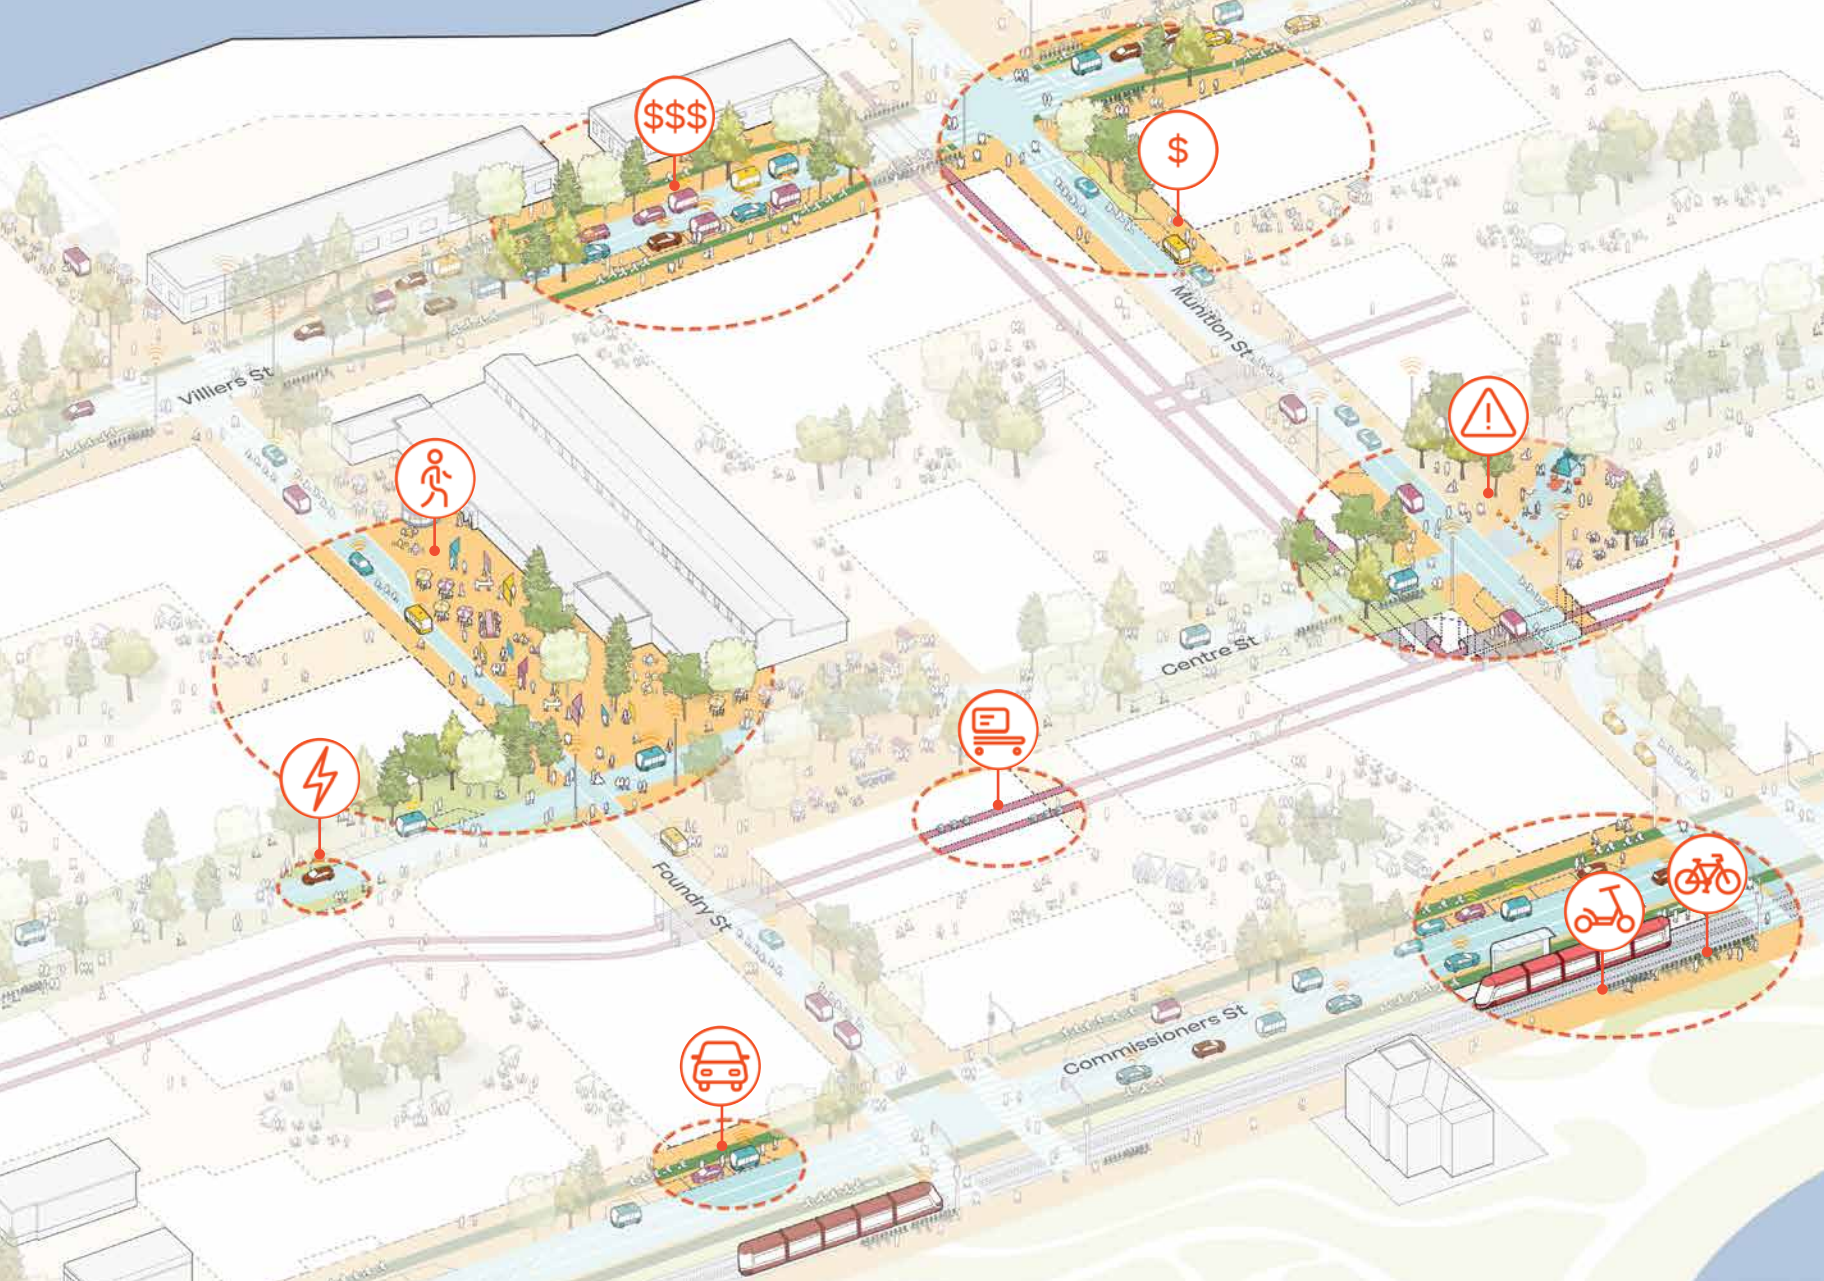 $$$
$
Munition St
Villiers St
Centre St
Foundry St
Commissioners St